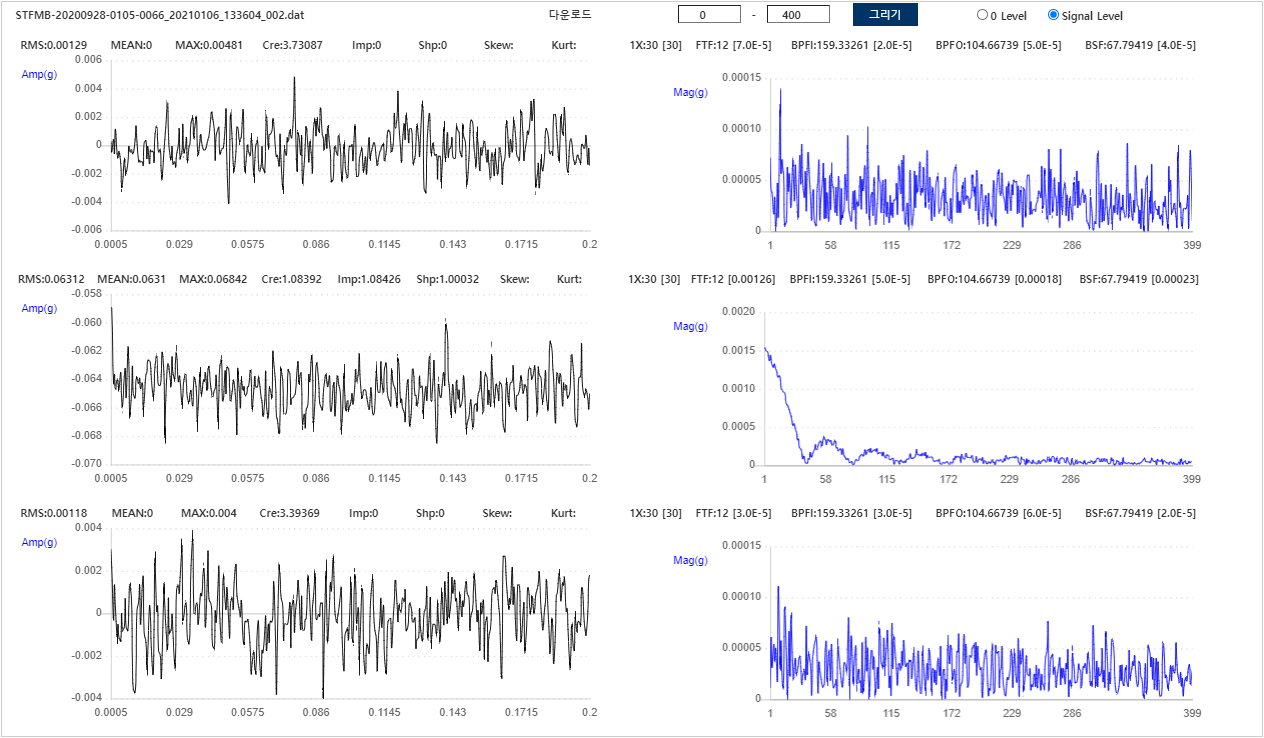 STFMB-20200928-0105-0066_20210106_133604_002.dat 다운로드 0 - 400 그리기 0 Level Signal Level
RMS:0.00129 MEAN:0 MAX:0.00481 Cre:3.73087 Imp:0 Shp:0 Skew: Kurt:
Amp(g)
0.006
0.004
0.002
0
-0.002
-0.004
-0.006
0.0005 0.029 0.0575 0.086 0.1145 0.143 0.1715 0.2
1X:30 [30] FTF:12 [7.0E-5] BPFI:159.33261 [2.0E-5] BPFO:104.66739 [5.0E-5] BSF:67.79419 [4.0E-5]
Mag(g)
0.00015
0.00010
0.00005
0
1 58 115 172 229 286 399
RMS:0.06312 MEAN:0.0631 MAX:0.06842 Cre:1.08392 Imp:1.08426 Shp:1.00032 Skew: Kurt:
Amp(g)
-0.058
-0.060
-0.062
-0.064
-0.066
-0.068
-0.070
0.0005 0.029 0.0575 0.086 0.1145 0.143 0.1715 0.2
1X:30 [30] FTF:12 [0.00126] BPFI:159.33261 [5.0E-5] BPFO:104.66739 [0.00018] BSF:67.79419 [0.00023]
Mag(g)
0.0020
0.0015
0.0010
0.0005
0
1 58 115 172 229 286 399
RMS:0.00118 MEAN:0 MAX:0.004 Cre:3.39369 Imp:0 Shp:0 Skew: Kurt:
Amp(g)
0.004
0.002
0
-0.002
-0.004
0.0005 0.029 0.0575 0.086 0.1145 0.143 0.1715 0.2
1X:30 [30] FTF:12 [3.0E-5] BPFI:159.33261 [3.0E-5] BPFO:104.66739 [6.0E-5] BSF:67.79419 [2.0E-5]
Mag(g)
0.00015
0.00010
0.00005
0
1 58 115 172 229 286 399